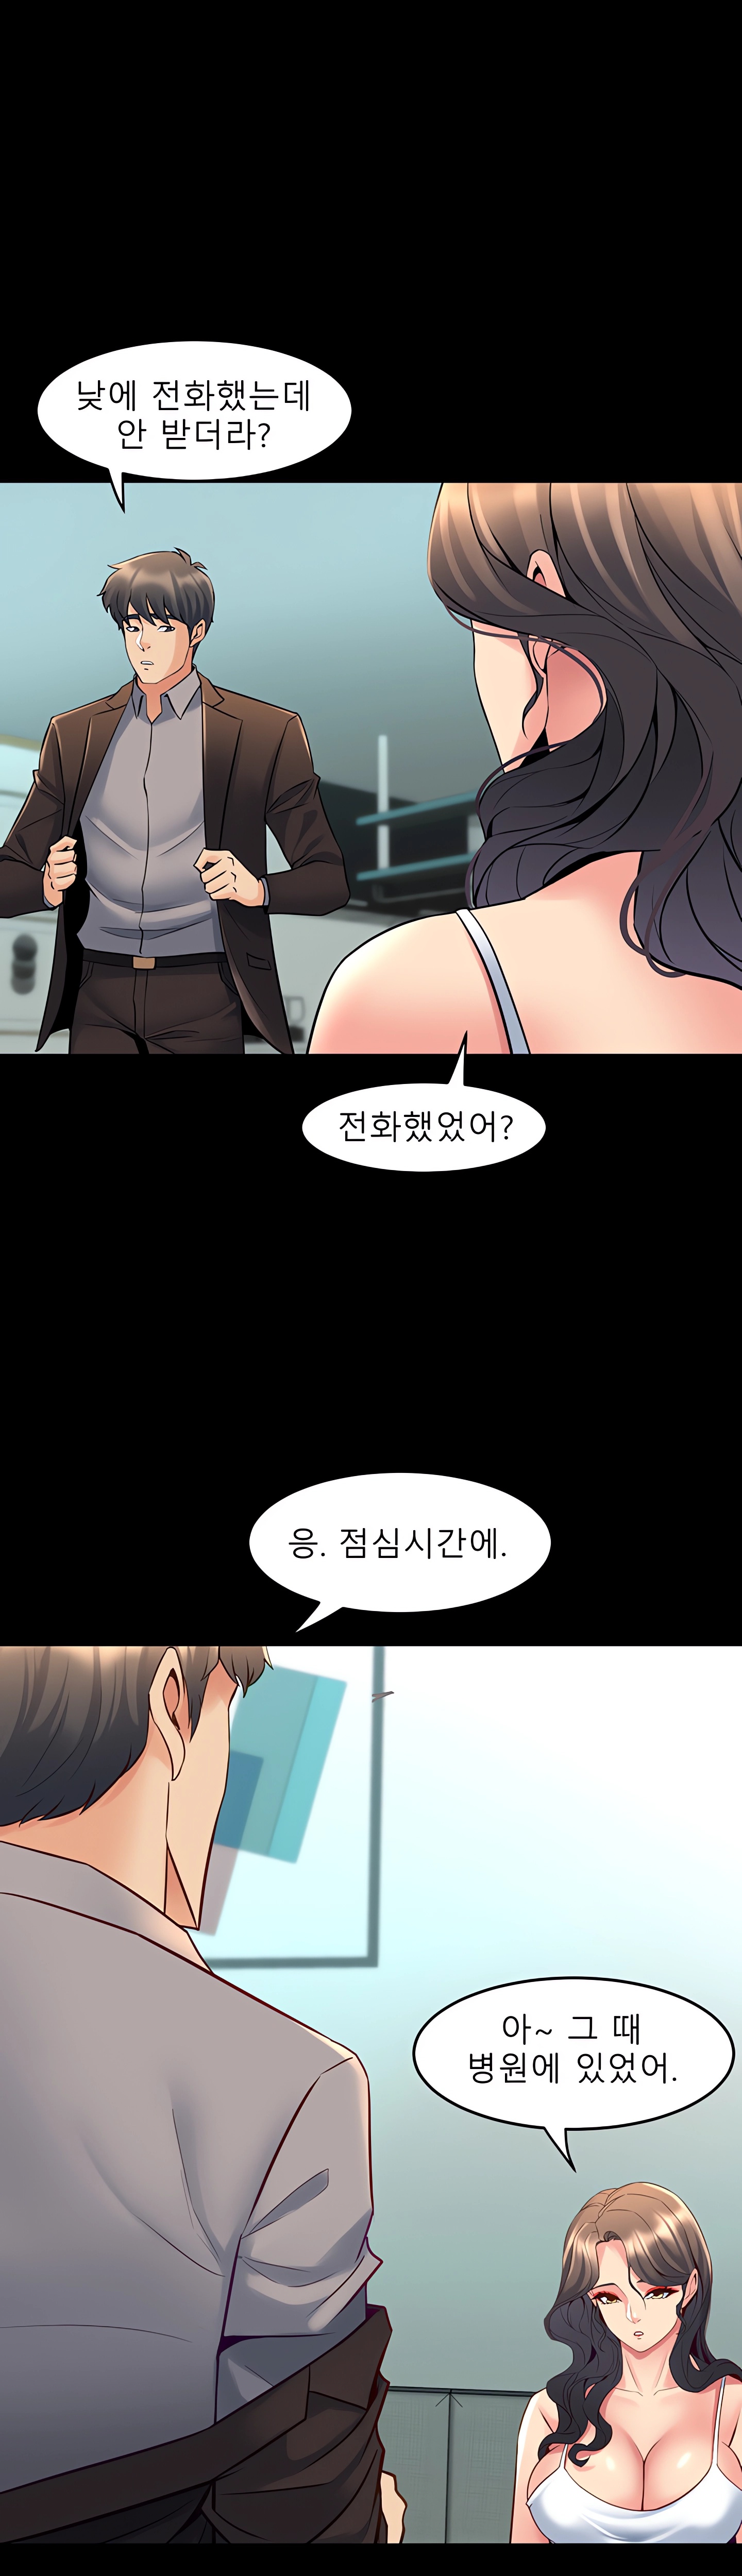 낮에 전화했는데
안 받더라?
전화했었어?
응. 점심시간에.
아~ 그 때
병원에 있었어.